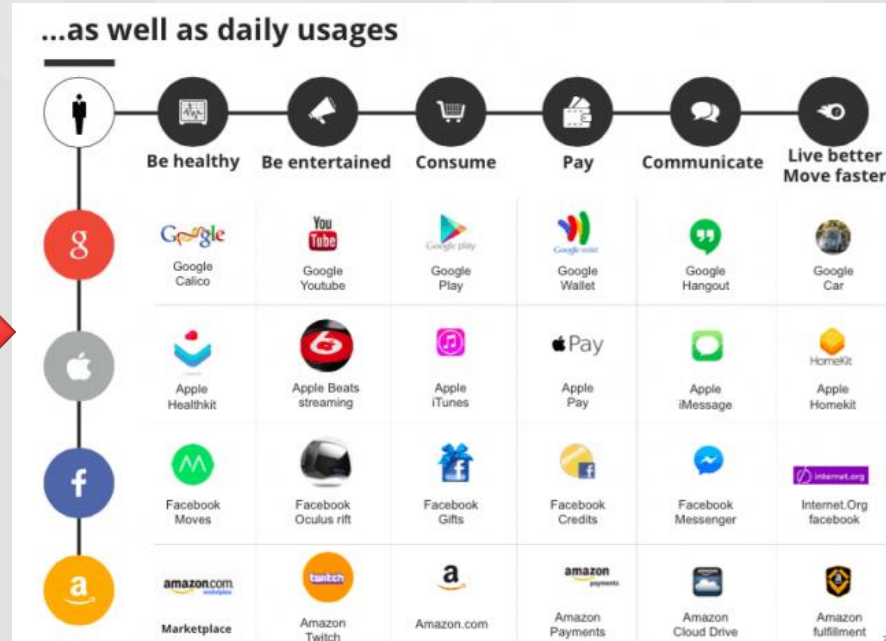 ...as well as daily usages
Be healthy
Be entertained
Consume
Pay
Communicate
Live better
Move faster
g
Google
Google
Calico
You
Tube
Google
Youtube
Google play
Google
Play
Google wallet
Google
Wallet
Google
Hangout
Google
Car
Apple
Healthkit
Apple Beats
streaming
Apple
iTunes
Pay
Apple
Pay
Apple
iMessage
HomeKit
Apple
Homekit
f
Facebook
Moves
Facebook
Oculus rift
f
Facebook
Gifts
f
Facebook
Credits
Facebook
Messenger
internet.org
Internet.Org
facebook
a
amazon.com
Marketplace
twitch
Amazon
Twitch
a
Amazon.com
amazon
payments
Amazon
Payments
Amazon
Cloud Drive
Amazon
fulfillment